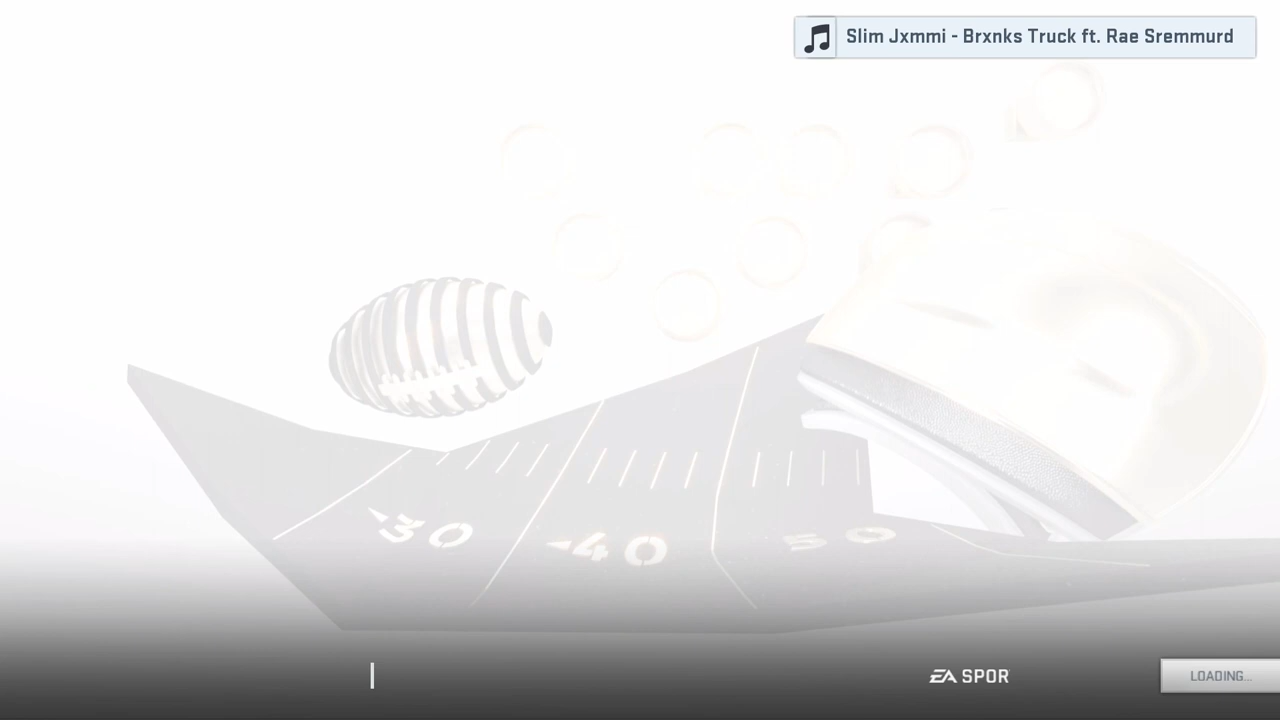 Slim Jxmmi - Brxnks Truck ft. Rae Sremmurd
30
40
50
EA SPOR
LOADING...